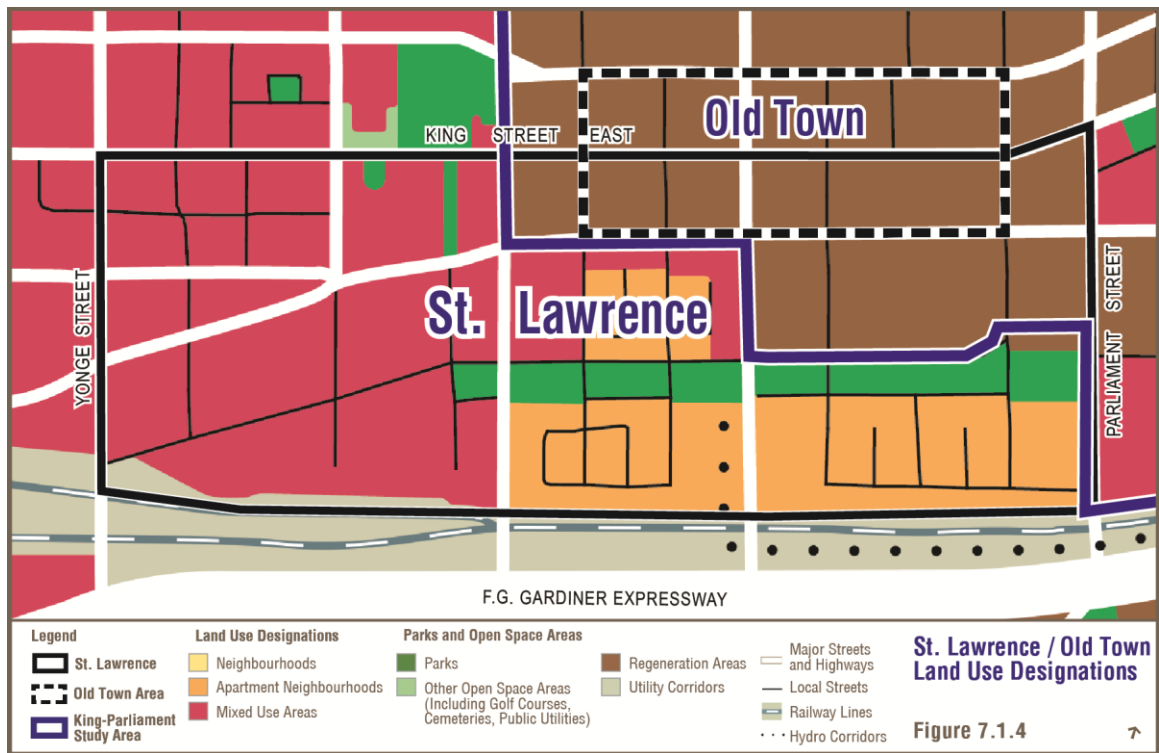 Old Town
KING STREET EAST
St. Lawrence
YONGE STREET
PARLIAMENT STREET
F.G. GARDINER EXPRESSWAY
Legend
St. Lawrence
Old Town Area
King-Parliament
Study Area
Land Use Designations
Neighbourhoods
Apartment Neighbourhoods
Mixed Use Areas
Parks and Open Space Areas
Parks
Other Open Space Areas
(Including Golf Courses,
Cemeteries, Public Utilities)
Regeneration Areas
Utility Corridors
Major Streets
and Highways
Local Streets
Railway Lines
Hydro Corridors
St. Lawrence / Old Town
Land Use Designations
Figure 7.1.4